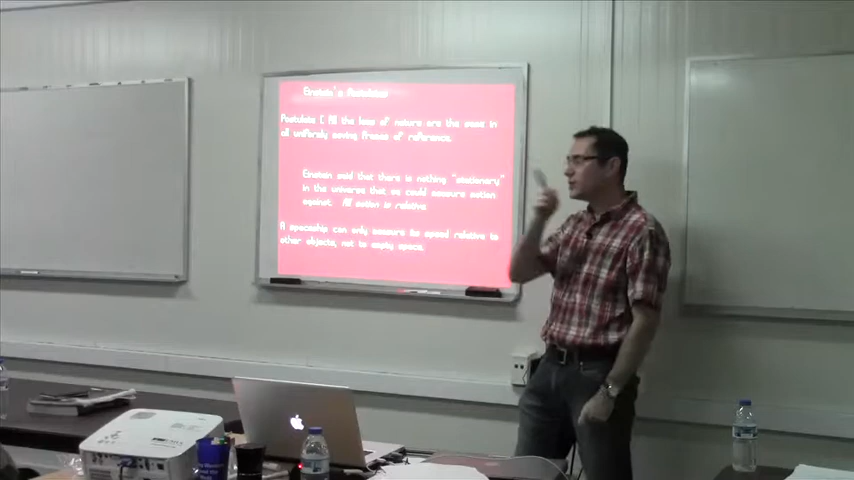 Einstein's Postulates
Postulate I: All the laws of nature are the same in
all uniformly moving frames of reference.
Einstein said that there is nothing "stationary"
in the universe that we could measure motion
against. All motion is relative.
A spaceship can only measure its speed relative to
other objects, not to empty space.